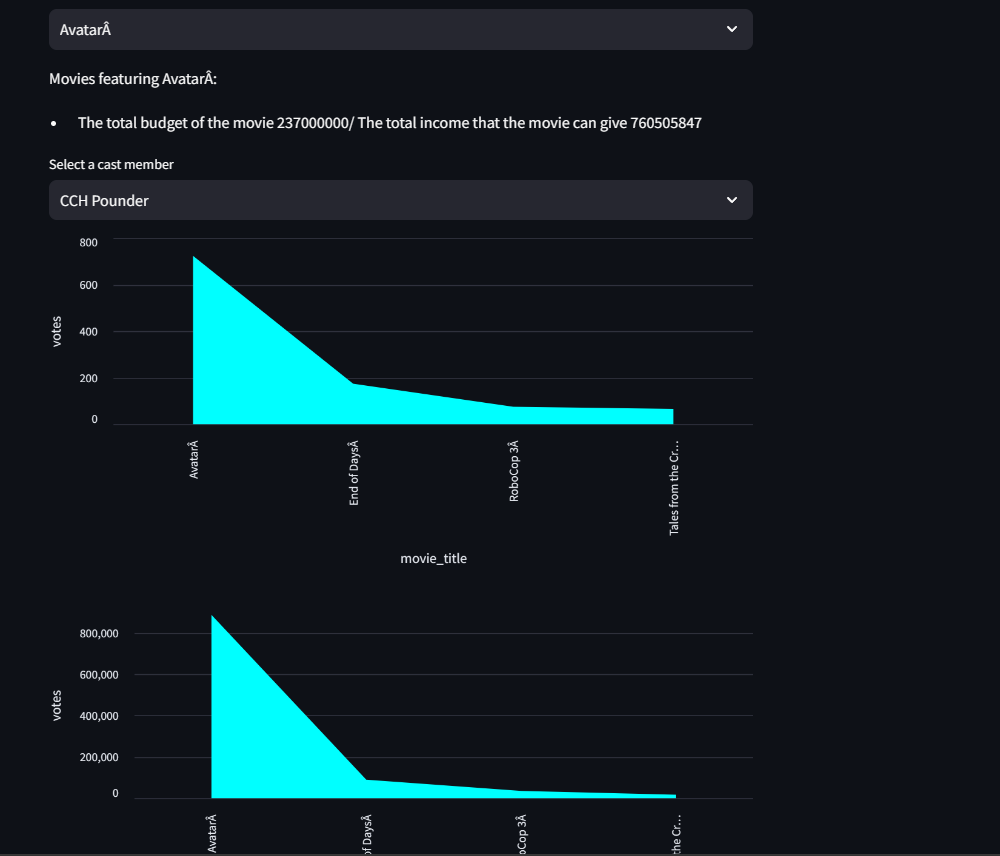 AvatarÂ
Movies featuring AvatarÂ:
• The total budget of the movie 237000000/ The total income that the movie can give 760505847
Select a cast member
CCH Pounder
800
600
400
200
0
votes
AvatarÂ
End of DaysÂ
RoboCop 3Â
Tales from the Cr…
movie_title
800,000
600,000
400,000
200,000
0
votes
AvatarÂ
of DaysÂ
oCop 3Â
the Cr…